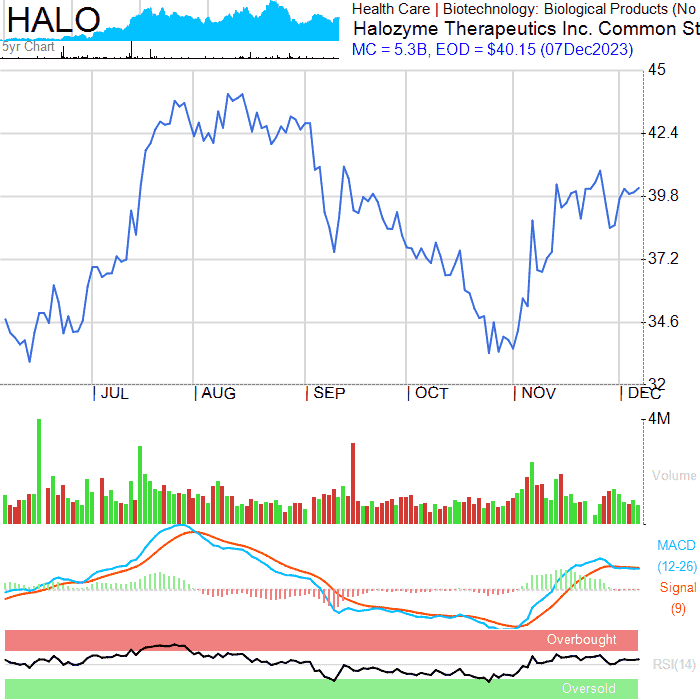 HALO
5yr Chart
Health Care | Biotechnology: Biological Products (No
Halozyme Therapeutics Inc. Common St
MC = 5.3B, EOD = $40.15 (07Dec2023)
45
42.4
39.8
37.2
34.6
32
JUL AUG SEP OCT NOV DEC
4M
Volume
MACD
(12-26)
Signal
(9)
Overbought
RSI(14)
Oversold